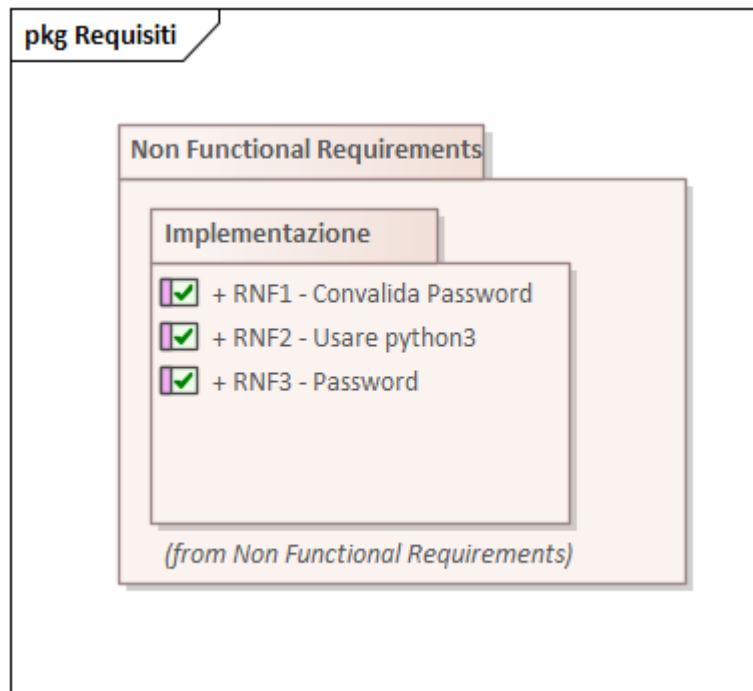 pkg Requisiti
Non Functional Requirements
Implementazione
+ RNF1 - Convalida Password
+ RNF2 - Usare python3
+ RNF3 - Password
(from Non Functional Requirements)